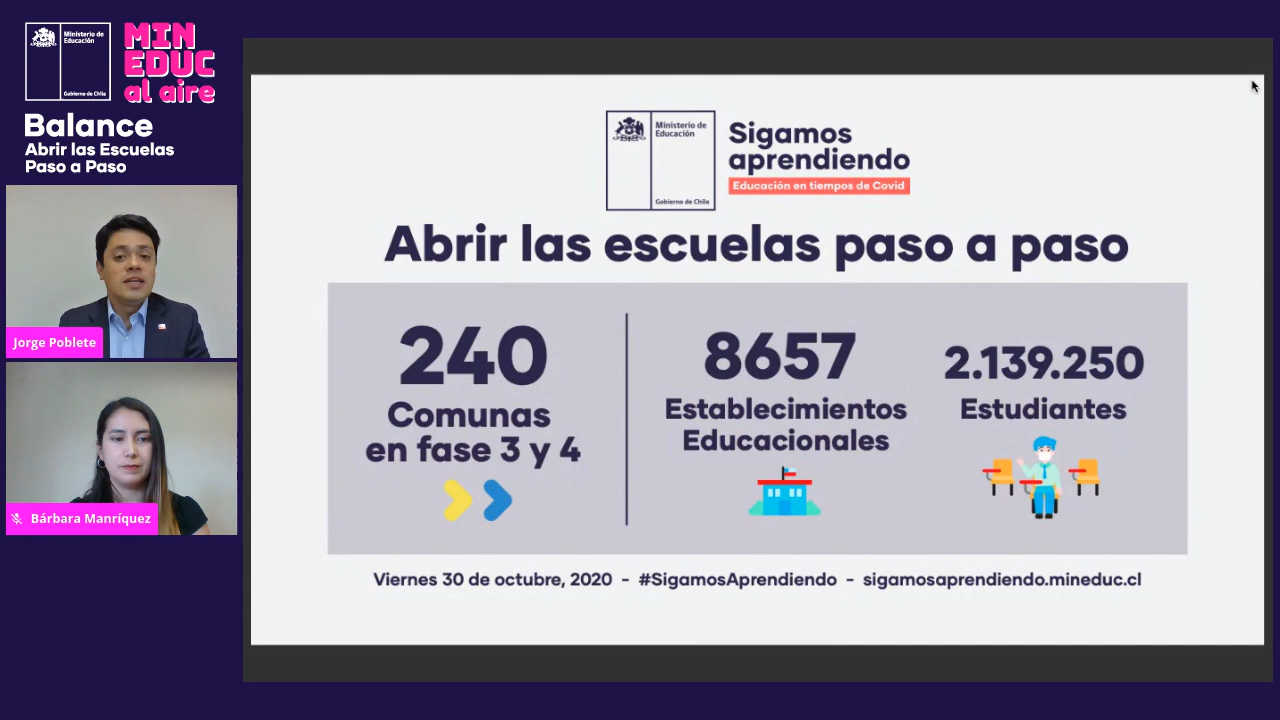 Ministerio de
Educación
Gobierno de Chile
MIN
EDUC
al aire
Balance
Abrir las Escuelas
Paso a Paso
Jorge Poblete
Bárbara Manríquez
Ministerio de
Educación
Gobierno de Chile
Sigamos
aprendiendo
Educación en tiempos de Covid
Abrir las escuelas paso a paso
240
Comunas
en fase 3 y 4
8657
Establecimientos
Educacionales
2.139.250
Estudiantes
Viernes 30 de octubre, 2020 - #SigamosAprendiendo - sigamosaprendiendo.mineduc.cl